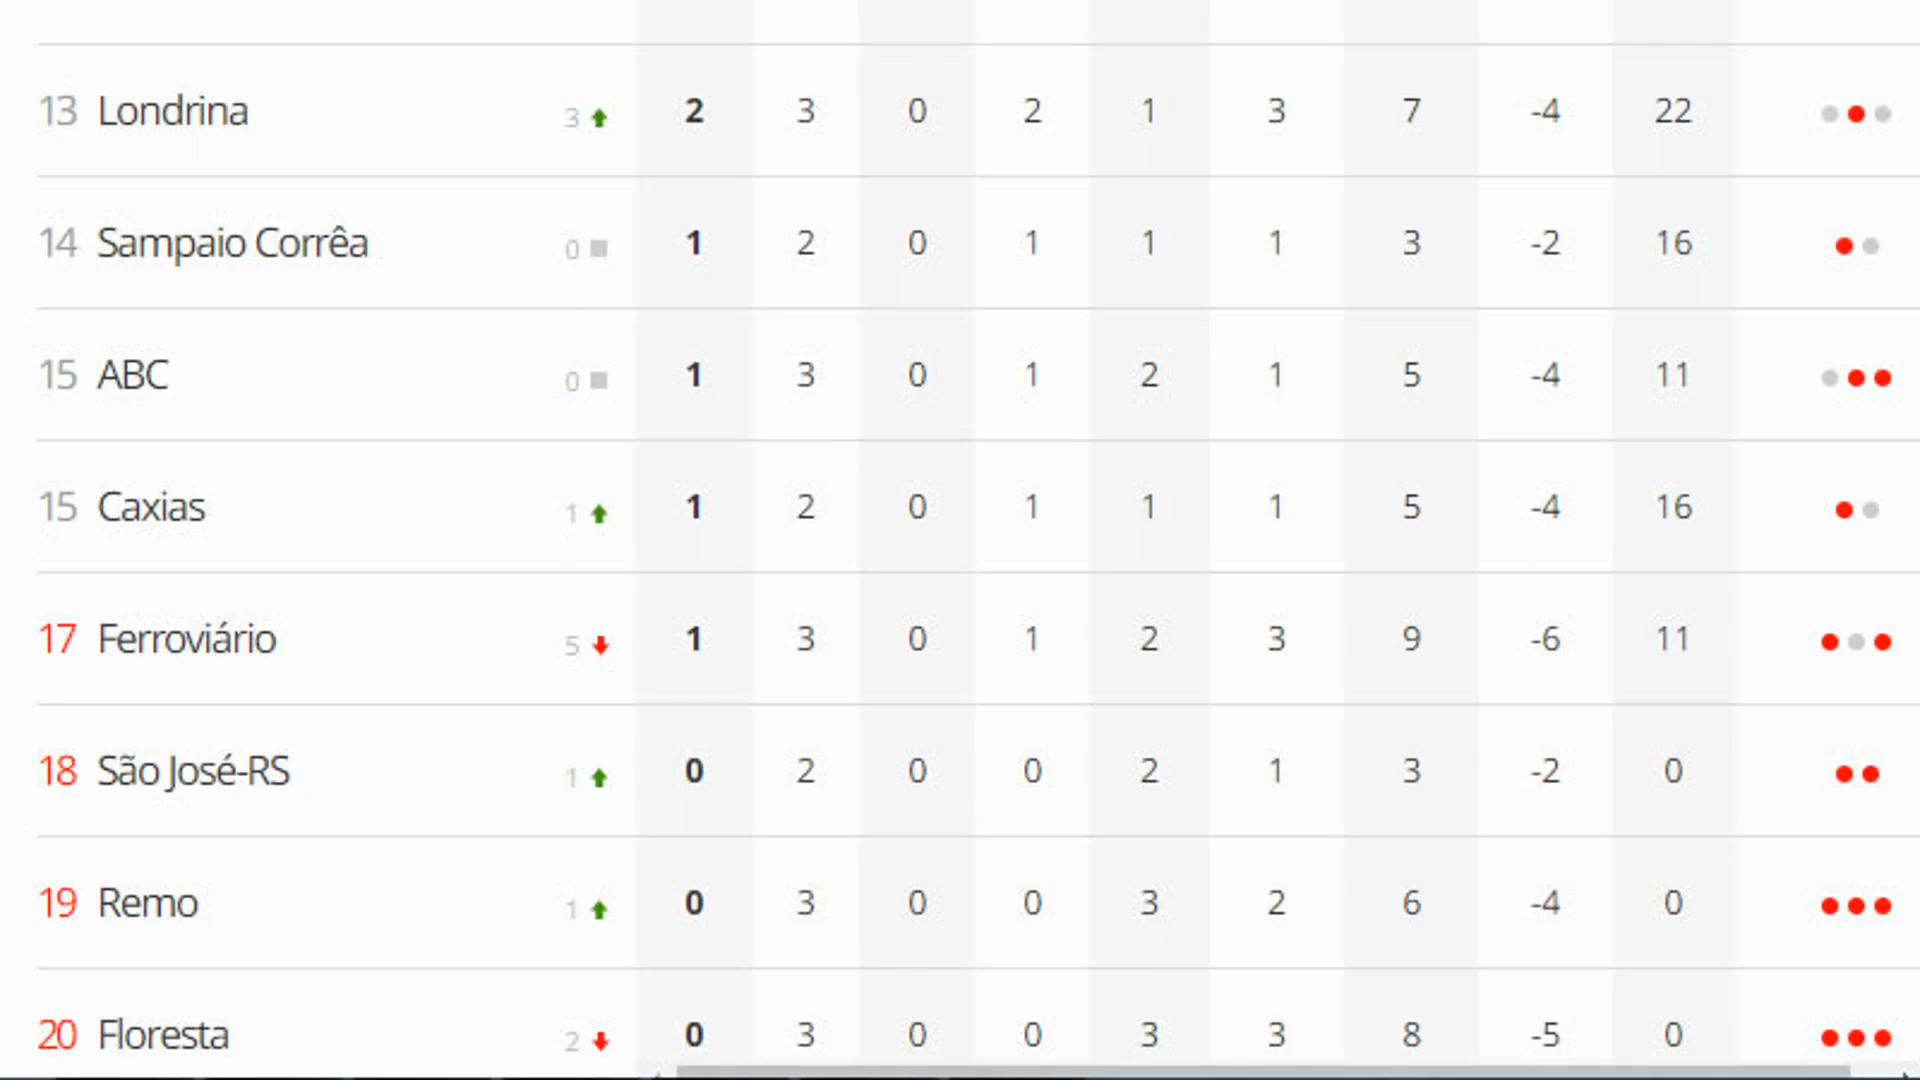 13 Londrina 3 2 3 0 2 1 3 7 -4 22
14 Sampaio Corrêa 0 1 2 0 1 1 1 3 -2 16
15 ABC 0 1 3 0 1 2 1 5 -4 11
15 Caxias 1 1 2 0 1 1 1 5 -4 16
17 Ferroviário 5 1 3 0 1 2 3 9 -6 11
18 São José-RS 1 0 2 0 0 2 1 3 -2 0
19 Remo 1 0 3 0 0 3 2 6 -4 0
20 Floresta 2 0 3 0 0 3 3 8 -5 0